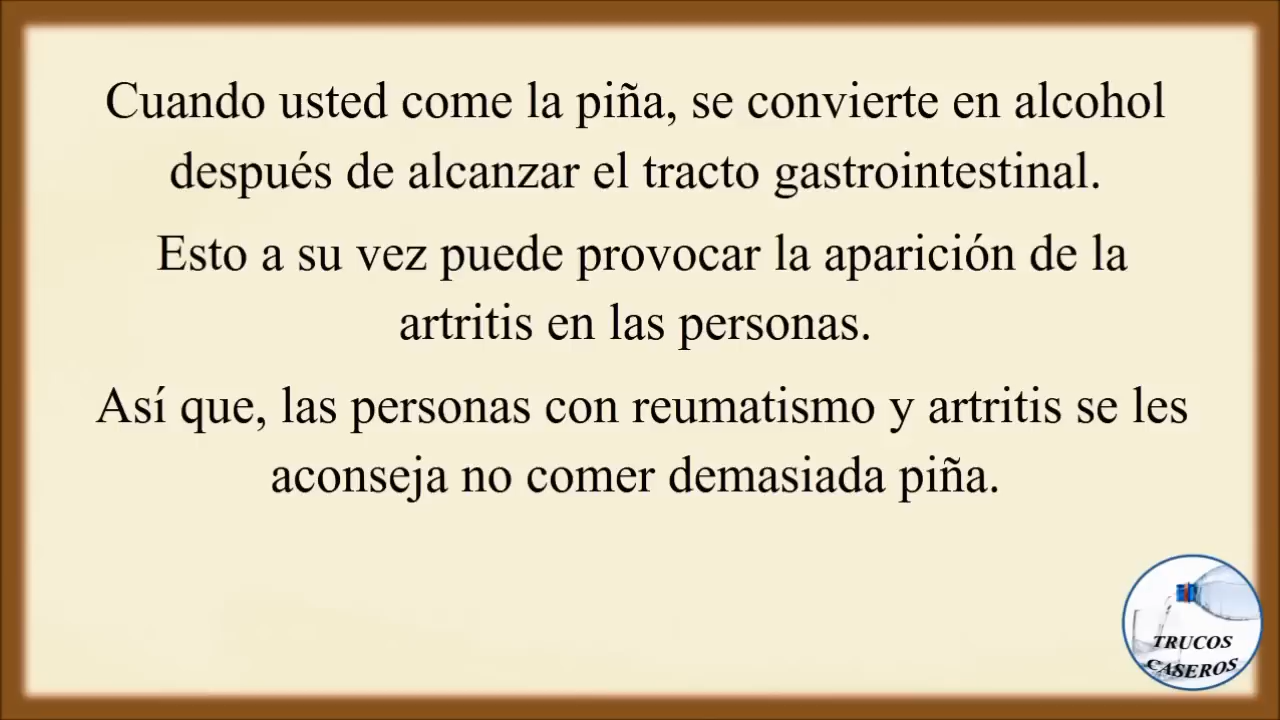 Cuando usted come la piña, se convierte en alcohol
después de alcanzar el tracto gastrointestinal.
Esto a su vez puede provocar la aparición de la
artritis en las personas.
Así que, las personas con reumatismo y artritis se les
aconseja no comer demasiada piña.
TRUCOS
CASEROS